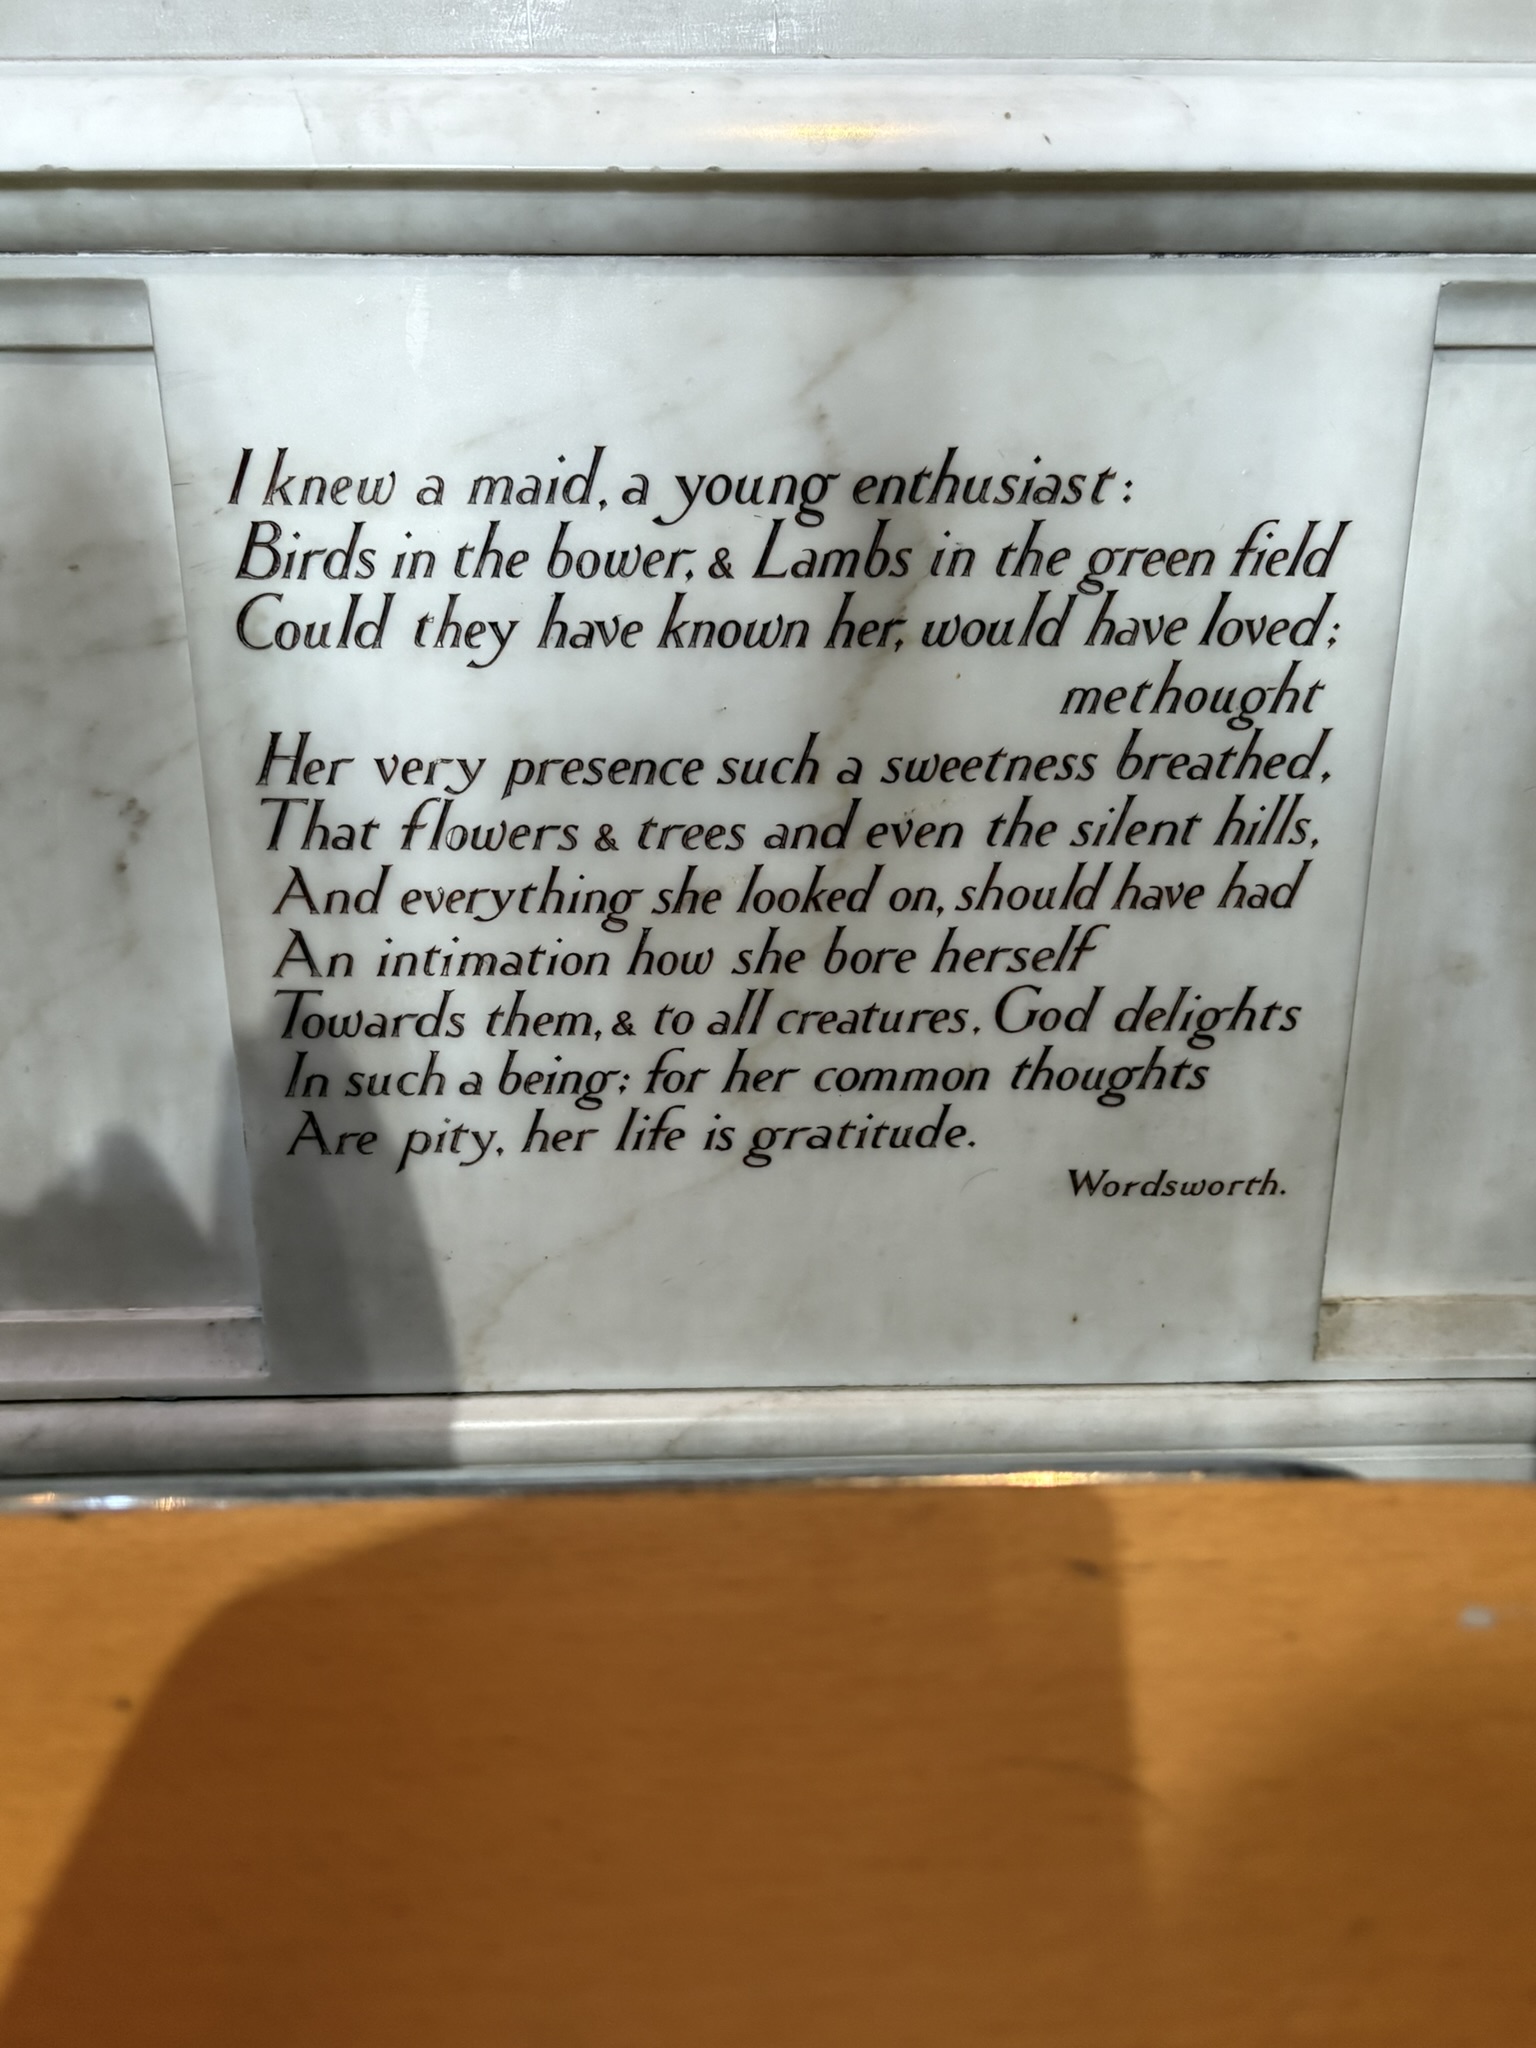 I knew a maid, a young enthusiast:
Birds in the bower, & Lambs in the green field
Could they have known her, would have loved;
methought
Her very presence such a sweetness breathed,
That flowers & trees and even the silent hills,
And everything she looked on, should have had
An intimation how she bore herself
Towards them, & to all creatures. God delights
In such a being; for her common thoughts
Are pity, her life is gratitude.
Wordsworth.